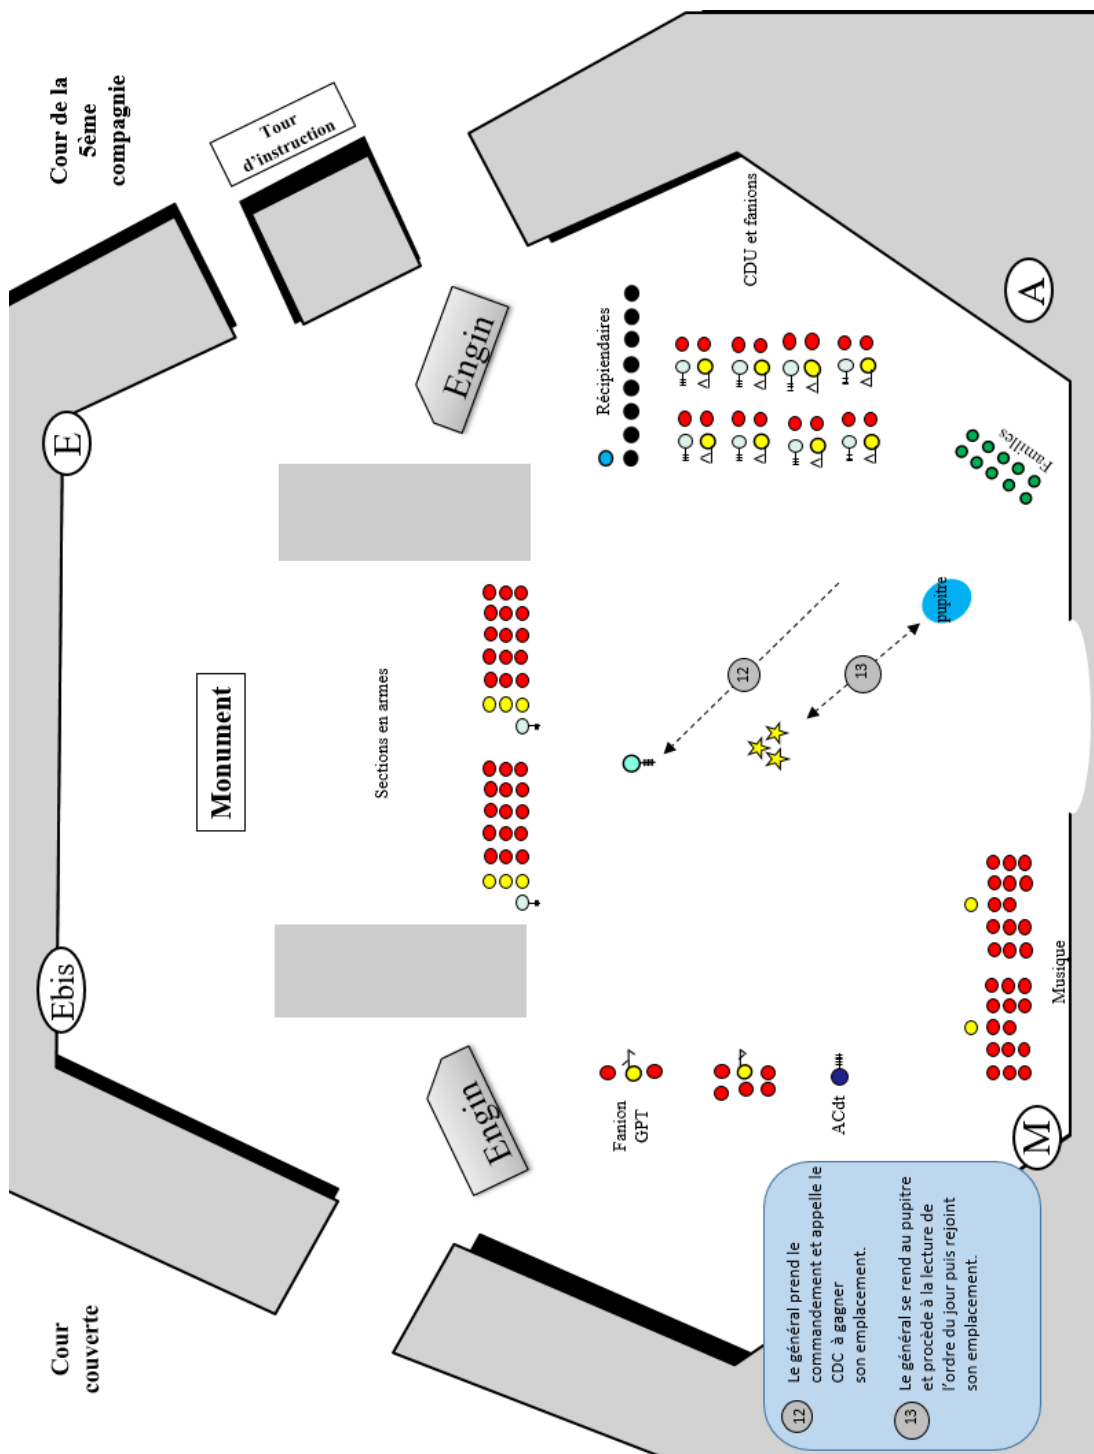 Cour de la
5ème
compagnie
Tour
d'instruction
E
Engin
Récipiendaires
CDU et fanions
A
Familles
Monument
Sections en armes
12
13
pupitre
Ebis
Engin
Fanion
GPT
ACdt
Musique
M
Cour
couverte
12
Le général prend le
commandement et appelle le
CDC à gagner
son emplacement.
13
Le général se rend au pupitre
et procède à la lecture de
l'ordre du jour puis rejoint
son emplacement.